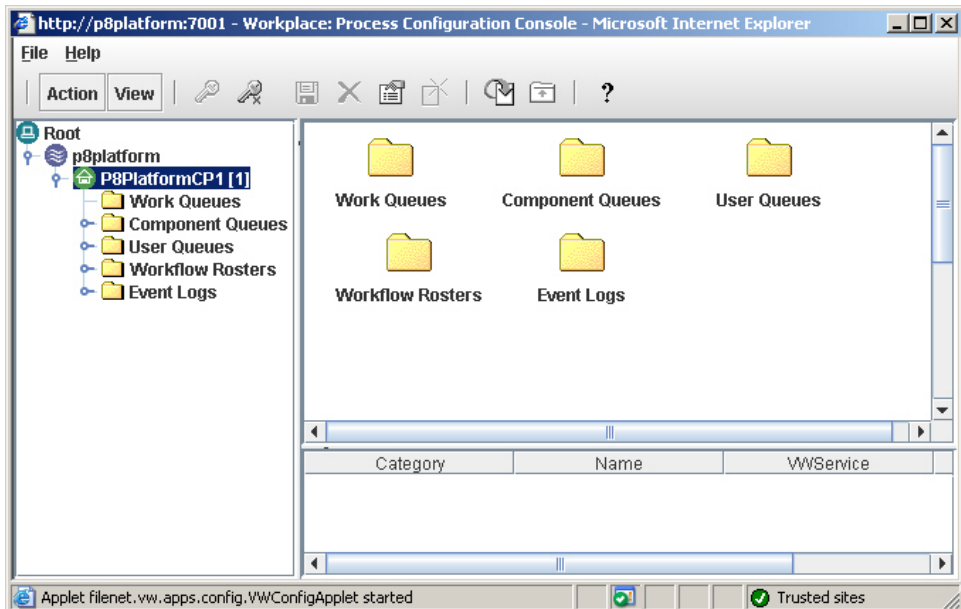 http://p8platform:7001 - Workplace: Process Configuration Console - Microsoft Internet Explorer
File Help
Action View ?
Root
p8platform
P8PlatformCP1 [1]
Work Queues
Component Queues
User Queues
Workflow Rosters
Event Logs
Work Queues Component Queues User Queues
Workflow Rosters Event Logs
Category Name VWService
Applet filenet.vw.apps.config.VWConfigApplet started Trusted sites